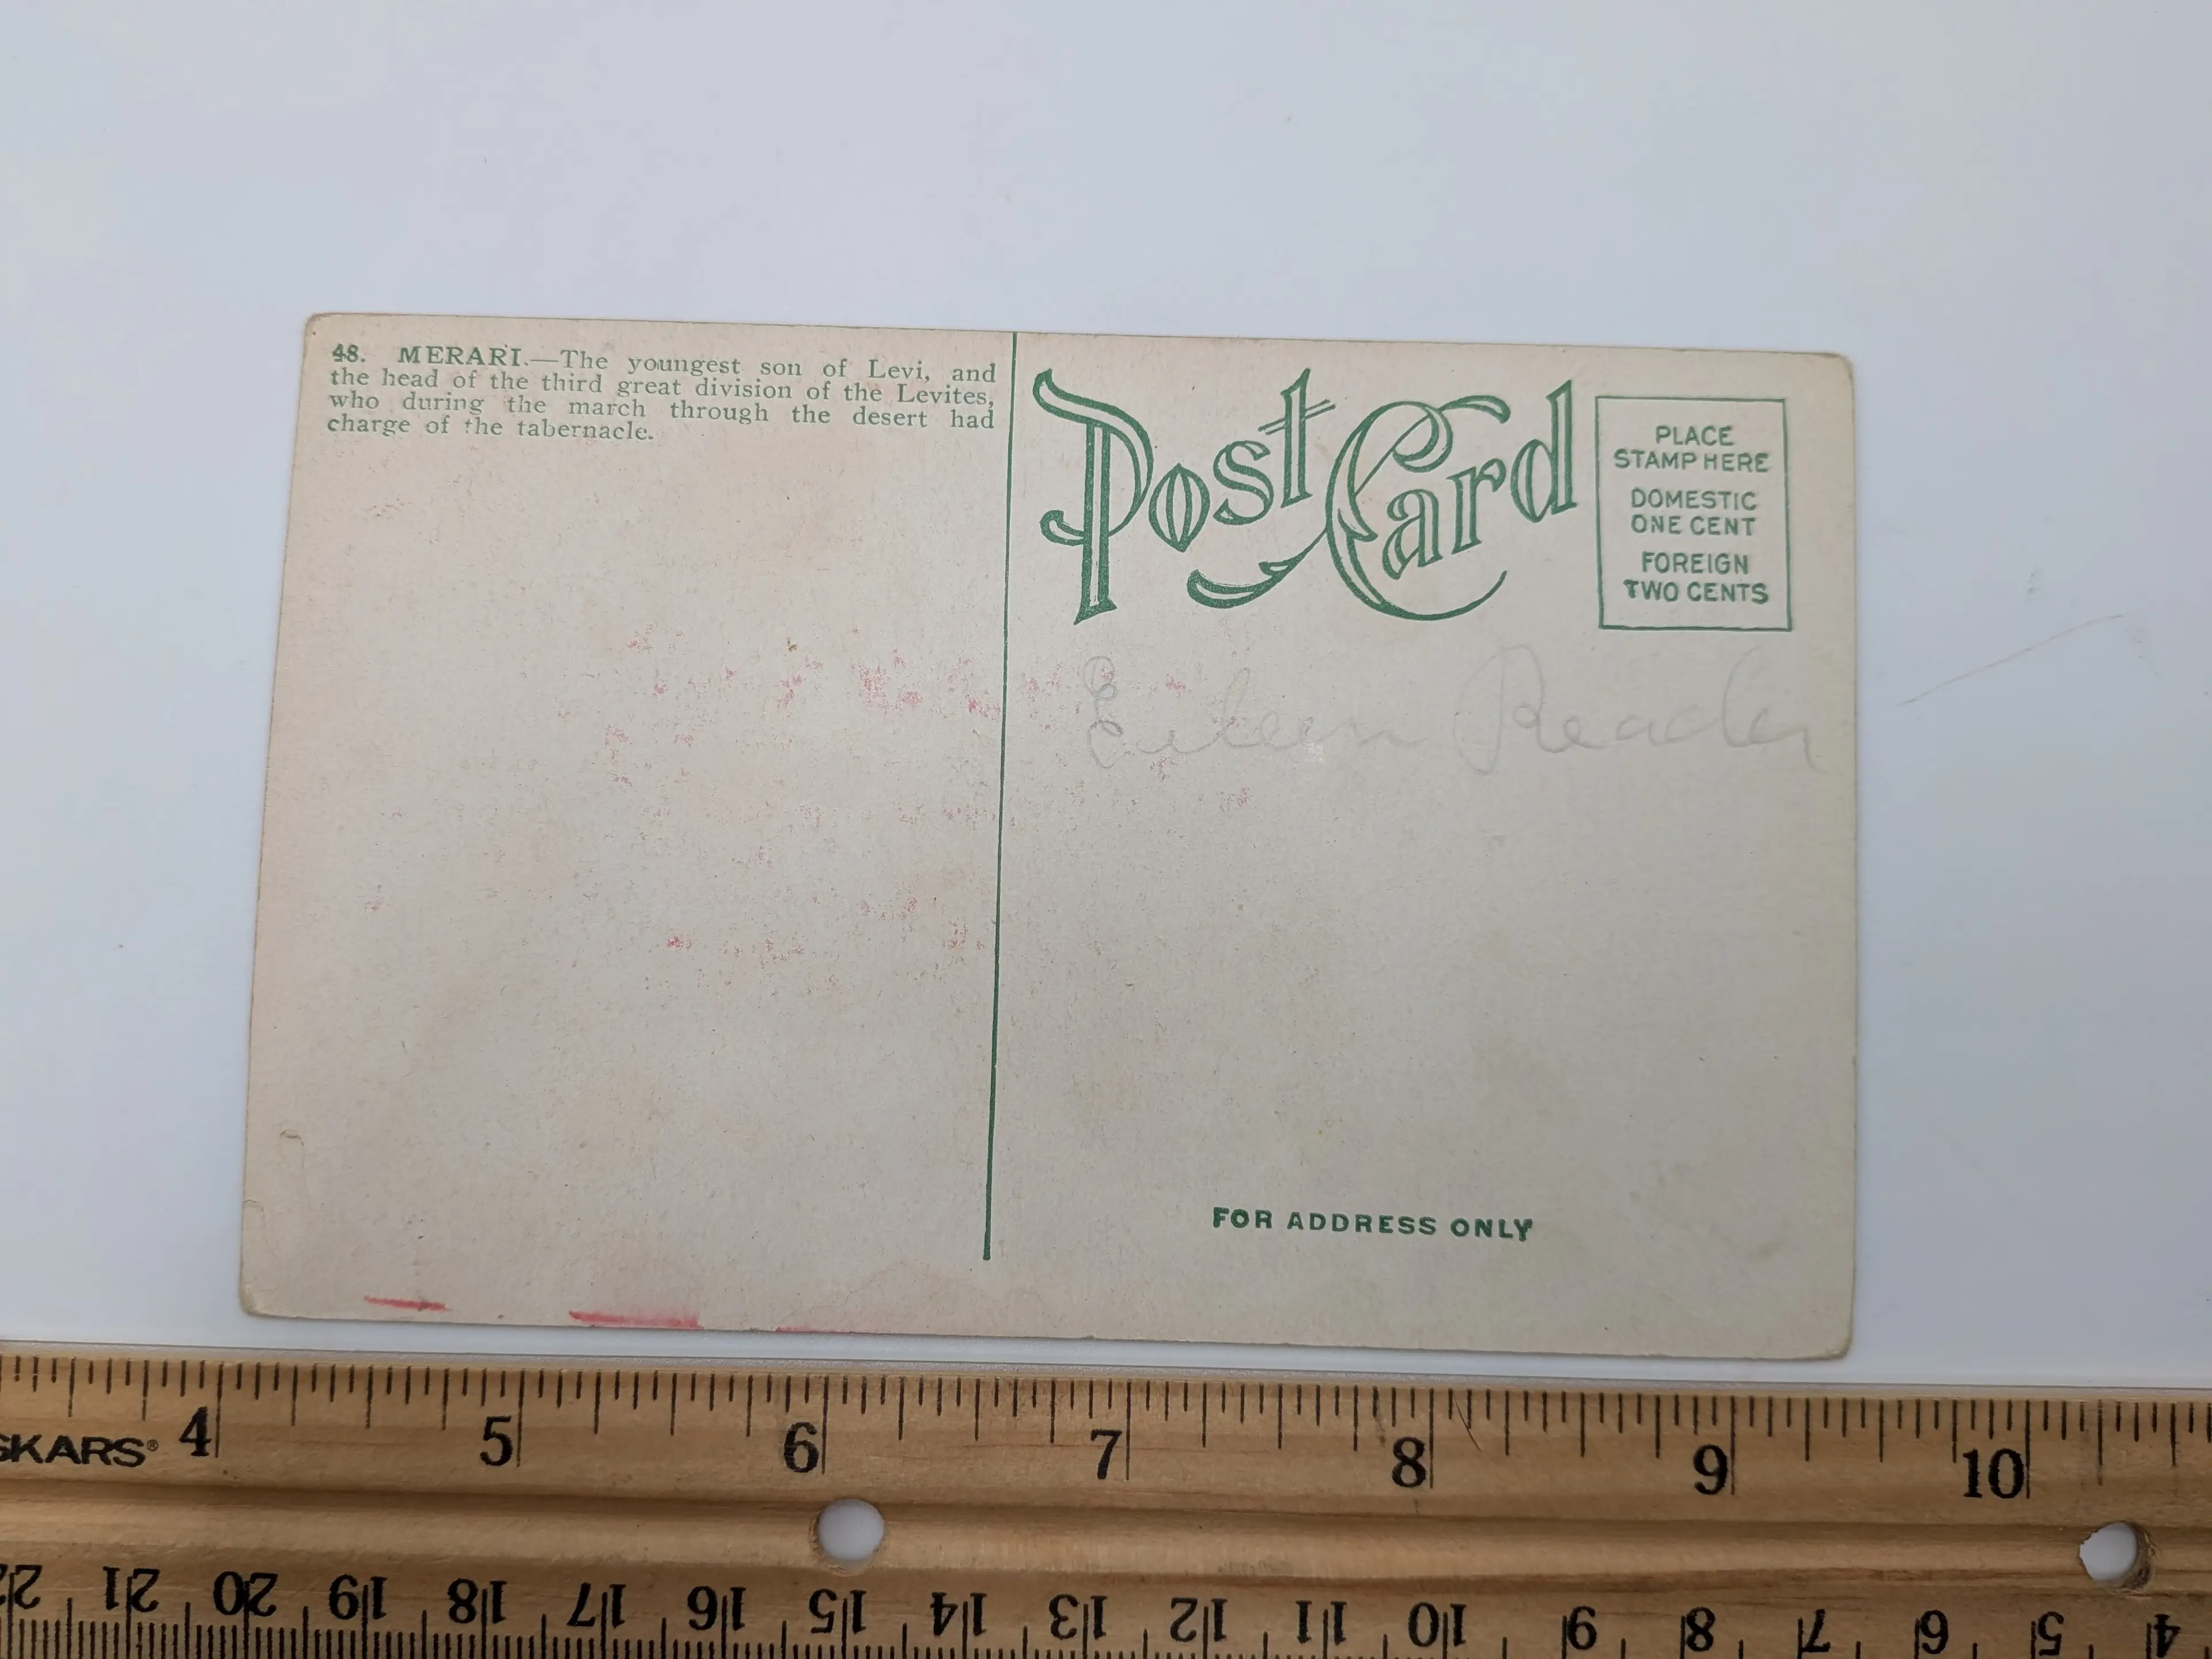 48. MERARI.—The youngest son of Levi, and
the head of the third great division of the Levites,
who during the march through the desert had
charge of the tabernacle.
Post Card
PLACE
STAMP HERE
DOMESTIC
ONE CENT
FOREIGN
TWO CENTS
Eileen Reader
FOR ADDRESS ONLY
SKARS® 4 5 6 7 8 9 10
22 21 20 19 18 17 16 15 14 13 12 11 10 9 8 7 6 5 4